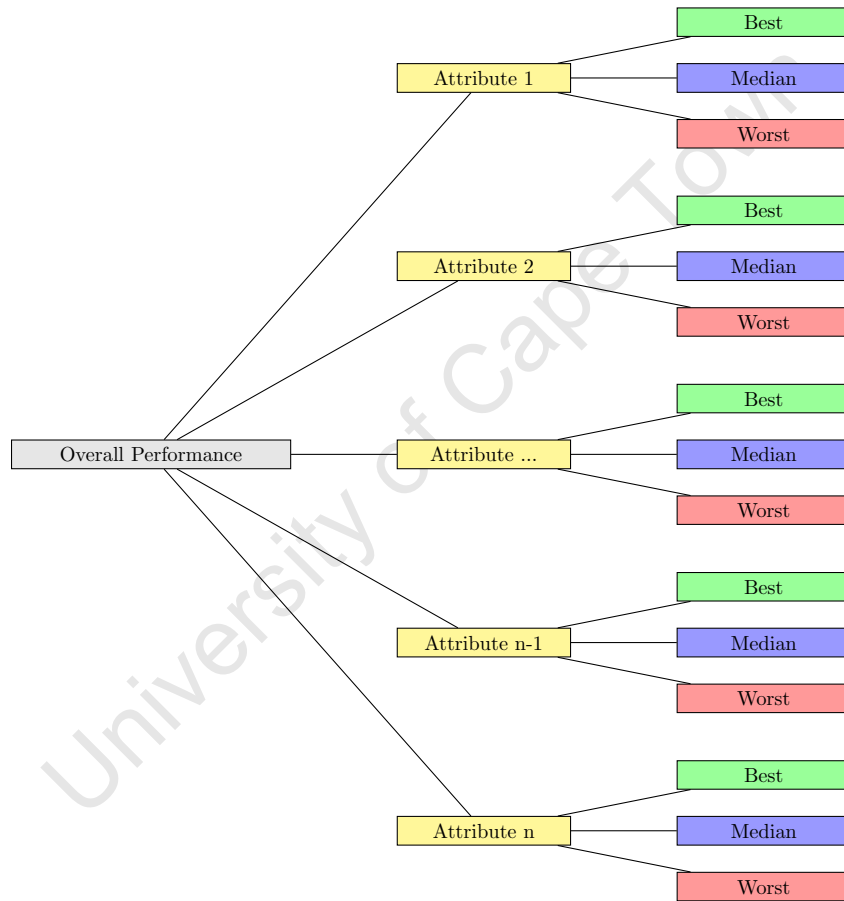 Best
Attribute 1
Median
Worst
Best
Attribute 2
Median
Worst
Best
Overall Performance
Attribute ...
Median
Worst
Best
Attribute n-1
Median
Worst
Best
Attribute n
Median
Worst
University of Cape Town